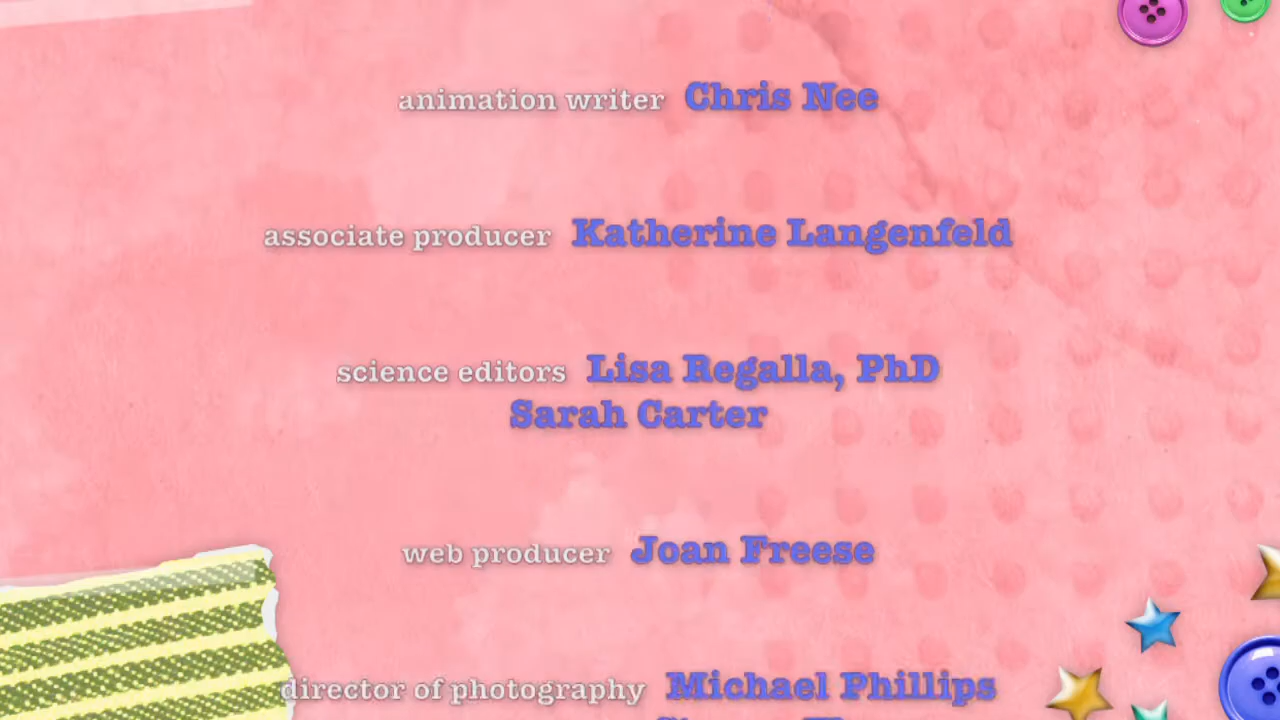 animation writer Chris Nee
associate producer Katherine Langenfeld
science editors Lisa Regalla, PhD
Sarah Carter
web producer Joan Freese
director of photography Michael Phillips